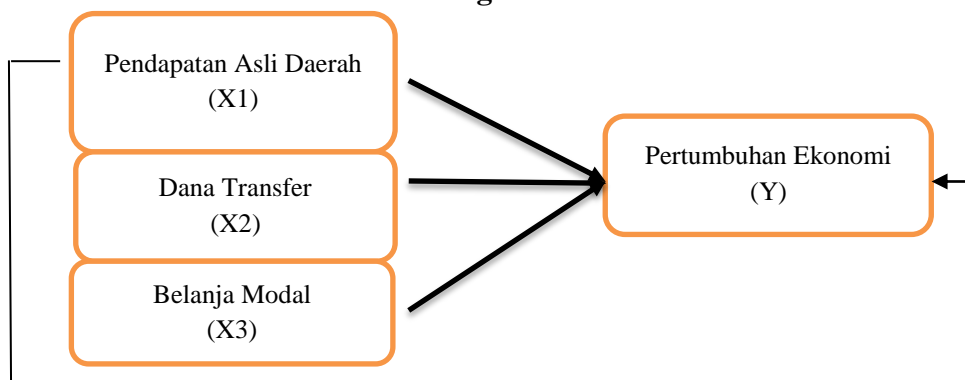 Pendapatan Asli Daerah
(X1)
Dana Transfer
(X2)
Belanja Modal
(X3)
Pertumbuhan Ekonomi
(Y)